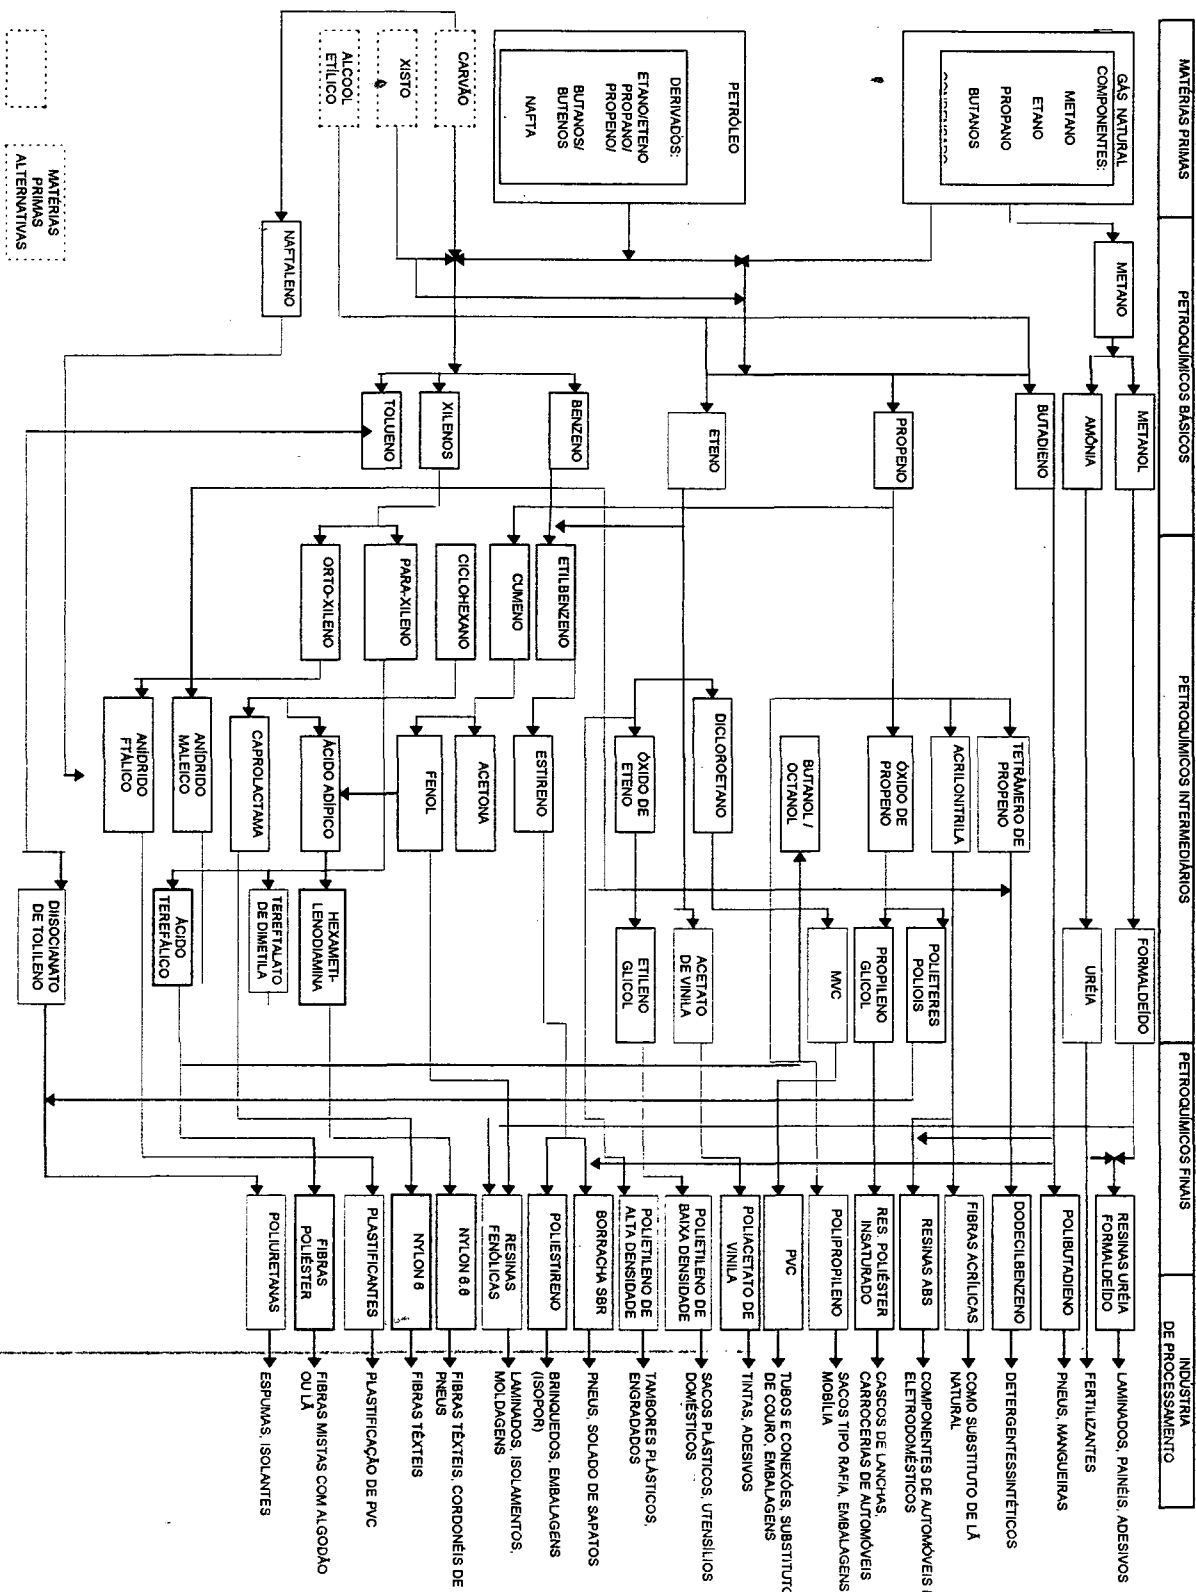 MATÉRIAS PRIMAS
PETROQUÍMICOS BÁSICOS
PETROQUÍMICOS INTERMEDIÁRIOS
PETROQUÍMICOS FINAIS
INDÚSTRIA
DE PROCESSAMENTO
GÁS NATURAL
COMPONENTES:
METANO
ETANO
PROPANO
BUTANOS
CONDENSADO
PETRÓLEO
DERIVADOS:
ETANO/ETENO
PROPANO/
PROPENO/
BUTANOS/
BUTENOS
NAFTA
CARVÃO
XISTO
ALCOOL
ETÍLICO
MATÉRIAS
PRIMAS
ALTERNATIVAS
METANO
NAFTALENO
METANOL
AMÔNIA
BUTADIENO
PROPENO
ETENO
BENZENO
XILENOS
TOLUENO
ETILBENZENO
CUMENO
CICLOHEXANO
PARA-XILENO
ORTO-XILENO
TETRÂMERO DE
PROPENO
ACRILONITRILA
ÓXIDO DE
PROPENO
BUTANOL /
OCTANOL
DICLOROETANO
ÓXIDO DE
ETENO
ESTIRENO
ACETONA
FENOL
ÁCIDO ADÍPICO
CAPROLACTAMA
ANÍDRIDO
MALEICO
ANÍDRIDO
FTÁLICO
FORMALDEÍDO
URÉIA
POLIETERES
POLIOIS
PROPILENO
GLICOL
MVC
ACETATO
DE VINILA
ETILENO
GLICOL
HEXAMETI-
LENODAMINA
TEREFTALATO
DE DIMETILA
ÁCIDO
TEREFÁLICO
DIISOCIANATO
DE TOLILENO
RESINAS URÉIA
FORMALDEÍDO
POLIBUTADIENO
DODECILBENZENO
FIBRAS ACRÍLICAS
RESINAS ABS
RES. POLIÉSTER
INSATURADO
POLIPROPILENO
PVC
POLIACETATO DE
VINILA
POLIETILENO DE
BAIXA DENSIDADE
POLIETILENO DE
ALTA DENSIDADE
BORRACHA SBR
POLIESTIRENO
RESINAS
FENÓLICAS
NYLON 6.6
NYLON 6
PLASTIFICANTES
FIBRAS
POLIÉSTER
POLIURETANAS
LAMINADOS, PAINÉIS, ADESIVOS
FERTILIZANTES
PNEUS, MANGUEIRAS
DETERGENTESSINTÉTICOS
COMO SUBSTITUTO DE LÃ
NATURAL
COMPONENTES DE AUTOMÓVEIS
ELETRODOMÉSTICOS
CASCOS DE LANCHAS,
CARROCERIAS DE AUTOMÓVEIS
SACOS TIPO RAFIA, EMBALAGENS
MOBÍLIA
TUBOS E CONEXÕES, SUBSTITUTO
DE COURO, EMBALAGENS
TINTAS, ADESIVOS
SACOS PLÁSTICOS, UTENSÍLIOS
DOMÉSTICOS
TAMBORES PLÁSTICOS,
ENGRADADOS
PNEUS, SOLADO DE SAPATOS
BRINQUEDOS, EMBALAGENS
(ISOPOR)
LAMINADOS, ISOLAMENTOS,
MOLDAGENS
FIBRAS TÊXTEIS, CORDONÉIS DE
PNEUS
FIBRAS TÊXTEIS
PLASTIFICAÇÃO DE PVC
FIBRAS MISTAS COM ALGODÃO
OU LÃ
ESPUMAS, ISOLANTES